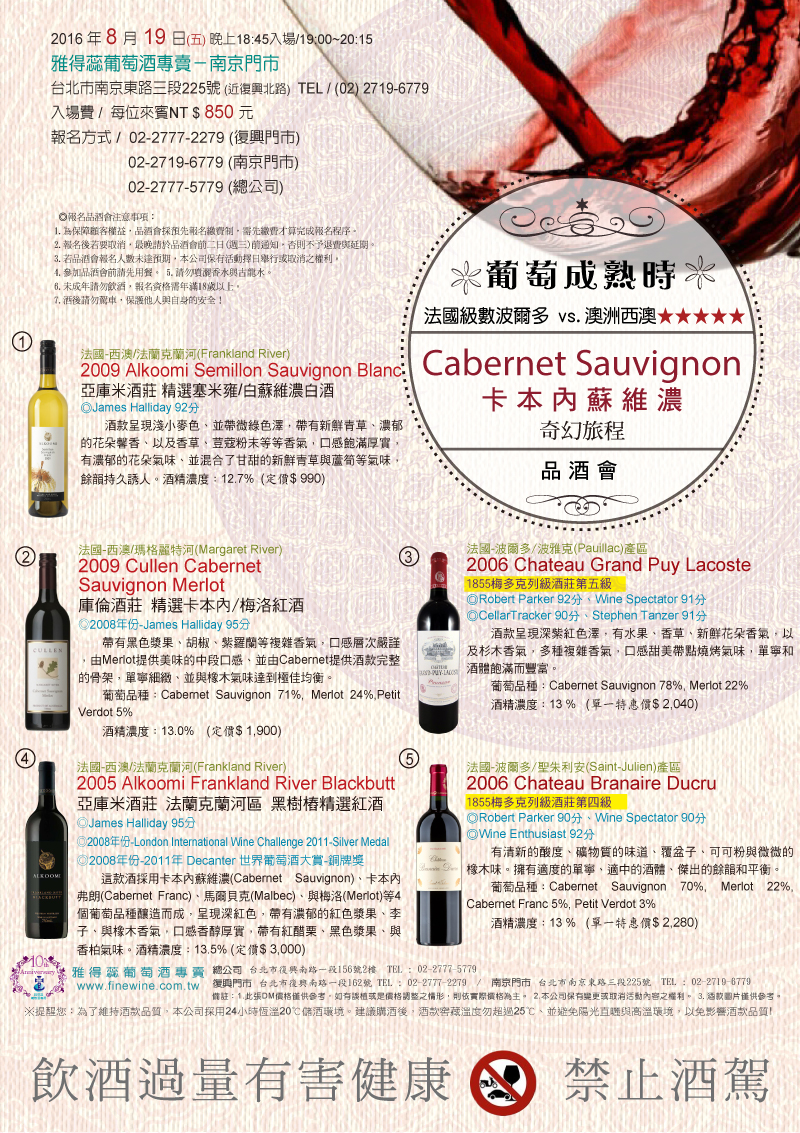 2016 年 8 月 19 日(五) 晚上18:45入場/19:00~20:15
雅得蕊葡萄酒專賣－南京門市
台北市南京東路三段225號 (近復興北路) TEL / (02) 2719-6779
入場費 / 每位來賓NT $ 850 元
報名方式 / 02-2777-2279 (復興門市)
02-2719-6779 (南京門市)
02-2777-5779 (總公司)
◎報名品酒會注意事項：
1. 為保障顧客權益，品酒會採預先報名繳費制，需先繳費才算完成報名程序。
2. 報名後若要取消，最晚請於品酒會前二日(週三)前通知，否則不予退費與延期。
3. 若品酒會報名人數未達預期，本公司保有活動擇日舉行或取消之權利。
4. 參加品酒會前請先用餐。 5. 請勿噴灑香水與古龍水。
6. 未成年請勿飲酒，報名資格需年滿18歲以上。
7. 酒後請勿駕車，保護他人與自身的安全！
葡萄成熟時
法國級數波爾多 vs. 澳洲西澳★★★★★
Cabernet Sauvignon
卡本內蘇維濃
奇幻旅程
品酒會
①
法國-西澳/法蘭克蘭河(Frankland River)
2009 Alkoomi Semillon Sauvignon Blanc
亞庫米酒莊 精選塞米雍/白蘇維濃白酒
◎James Halliday 92分
酒款呈現淺小麥色、並帶微綠色澤，帶有新鮮青草、濃郁
的花朵馨香、以及香草、荳蔻粉末等等香氣，口感飽滿厚實，
有濃郁的花朵氣味、並混合了甘甜的新鮮青草與蘆筍等氣味，
餘韻持久誘人。酒精濃度：12.7% (定價$ 990)
②
法國-西澳/瑪格麗特河(Margaret River)
2009 Cullen Cabernet
Sauvignon Merlot
庫倫酒莊 精選卡本內/梅洛紅酒
◎2008年份-James Halliday 95分
帶有黑色漿果、胡椒、紫羅蘭等複雜香氣，口感層次嚴謹
，由Merlot提供美味的中段口感、並由Cabernet提供酒款完整
的骨架，單寧細緻、並與橡木氣味達到極佳均衡。
葡萄品種：Cabernet Sauvignon 71%, Merlot 24%,Petit
Verdot 5%
酒精濃度：13.0% (定價$ 1,900)
CULLEN
③
法國-波爾多/波雅克(Pauillac)產區
2006 Chateau Grand Puy Lacoste
1855梅多克列級酒莊第五級
◎Robert Parker 92分、Wine Spectator 91分
◎CellarTracker 90分、Stephen Tanzer 91分
酒款呈現深紫紅色澤，有水果、香草、新鮮花朵香氣，以
及杉木香氣，多種複雜香氣，口感甜美帶點燒烤氣味，單寧和
酒體飽滿而豐富。
葡萄品種：Cabernet Sauvignon 78%, Merlot 22%
酒精濃度：13 % (單一特惠價$ 2,040)
④
法國-西澳/法蘭克蘭河(Frankland River)
2005 Alkoomi Frankland River Blackbutt
亞庫米酒莊 法蘭克蘭河區 黑樹樁精選紅酒
◎James Halliday 95分
◎2008年份-London International Wine Challenge 2011-Silver Medal
◎2008年份-2011年 Decanter 世界葡萄酒大賞-銅牌獎
這款酒採用卡本內蘇維濃(Cabernet Sauvignon)、卡本內
弗朗(Cabernet Franc)、馬爾貝克(Malbec)、與梅洛(Merlot)等4
個葡萄品種釀造而成，呈現深紅色，帶有濃郁的紅色漿果、李
子、與橡木香氣，口感香醇厚實，帶有紅醋栗、黑色漿果、與
香柏氣味。酒精濃度：13.5% (定價$ 3,000)
ALKOOMI
⑤
法國-波爾多/聖朱利安(Saint-Julien)產區
2006 Chateau Branaire Ducru
1855梅多克列級酒莊第四級
◎Robert Parker 90分、Wine Spectator 90分
◎Wine Enthusiast 92分
有清新的酸度、礦物質的味道、覆盆子、可可粉與微微的
橡木味。擁有適度的單寧，適中的酒體，傑出的餘韻和平衡。
葡萄品種：Cabernet Sauvignon 70%, Merlot 22%,
Cabernet Franc 5%, Petit Verdot 3%
酒精濃度：13 % (單一特惠價$ 2,280)
10th
Anniversary
雅得蕊葡萄酒專賣
www.finewine.com.tw
總公司 台北市復興南路一段156號2樓 TEL : 02-2777-5779
復興門市 台北市復興南路一段162號 TEL : 02-2777-2279 / 南京門市 台北市南京東路三段225號 TEL : 02-2719-6779
備註：1.此張DM價格僅供參考，如有誤植或是價格調整之情形，則依實際價格為主。 2.本公司保有變更或取消活動內容之權利。 3.酒款圖片僅供參考。
※提醒您：為了維持酒款品質，本公司採用24小時恆溫20℃儲酒環境。建議購酒後，酒款窖藏溫度勿超過25℃、並避免陽光直曬與高溫環境，以免影響酒款品質!
飲酒過量有害健康 禁止酒駕